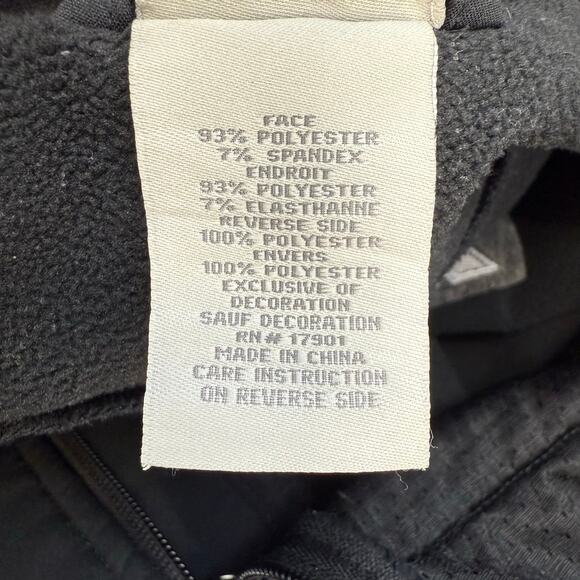 FACE
93% POLYESTER
7% SPANDEX
ENDROIT
93% POLYESTER
7% ELASTHANNE
REVERSE SIDE
100% POLYESTER
ENVERS
100% POLYESTER
EXCLUSIVE OF
DECORATION
SAUF DECORATION
RN# 17901
MADE IN CHINA
CARE INSTRUCTION
ON REVERSE SIDE